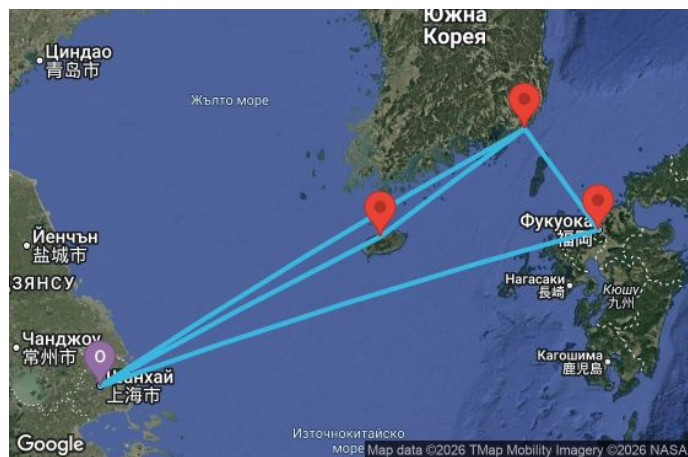 Южна
Корея
Циндао
青岛市
Жълто море
Фукуока
福岡
Йенчън
盐城市
ДЗЯНСУ
Нагасаки
長崎
Кюшу
九州
Чанджоу
常州市
O
Шанхай
上海市
Кагошима
鹿児島
Източнокитайско
море
Google
Map data ©2026 TMap Mobility Imagery ©2026 NASA